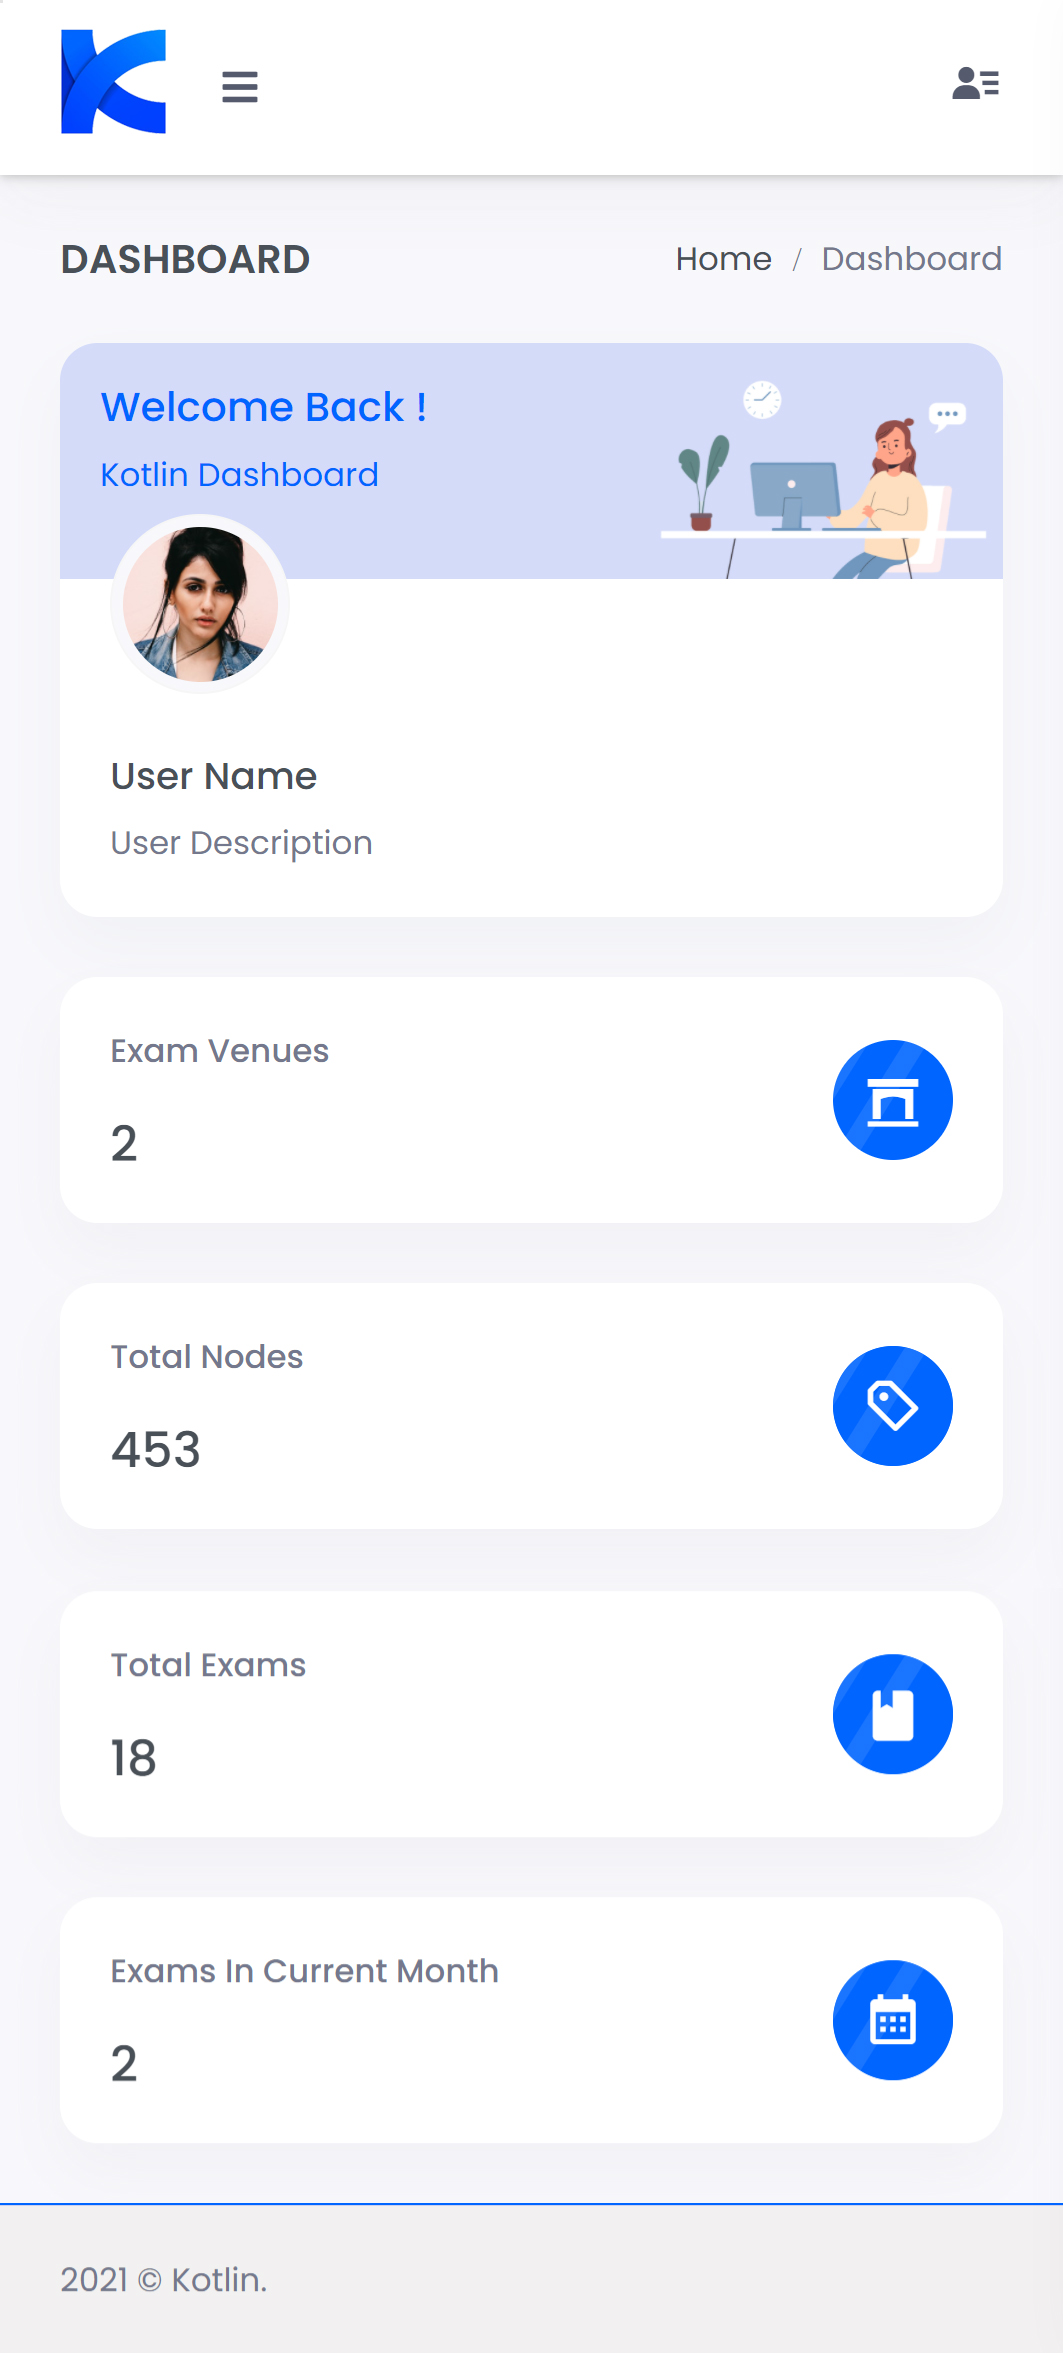 DASHBOARD
Home / Dashboard
Welcome Back !
Kotlin Dashboard
User Name
User Description
Exam Venues
2
Total Nodes
453
Total Exams
18
Exams In Current Month
2
2021 © Kotlin.